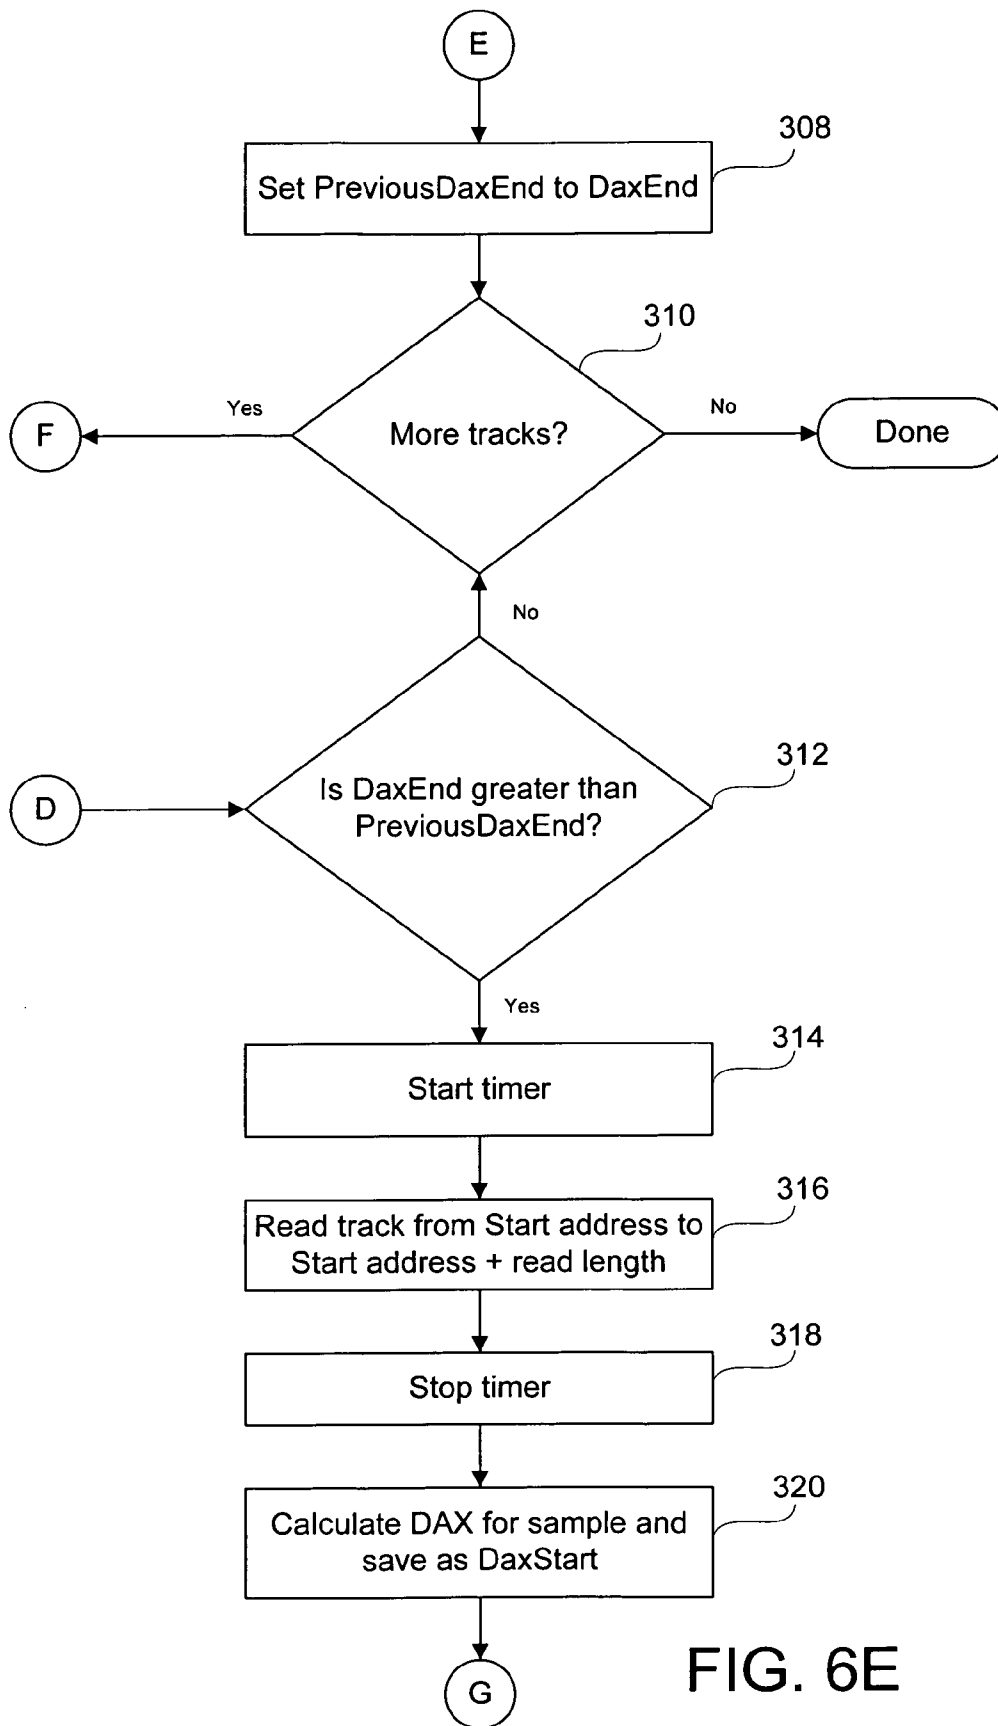 E
308
Set PreviousDaxEnd to DaxEnd
310
More tracks?
Yes
F
No
Done
No
312
D
Is DaxEnd greater than
PreviousDaxEnd?
Yes
314
Start timer
316
Read track from Start address to
Start address + read length
318
Stop timer
320
Calculate DAX for sample and
save as DaxStart
G
FIG. 6E